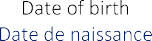 Date of birth
Date de naissance